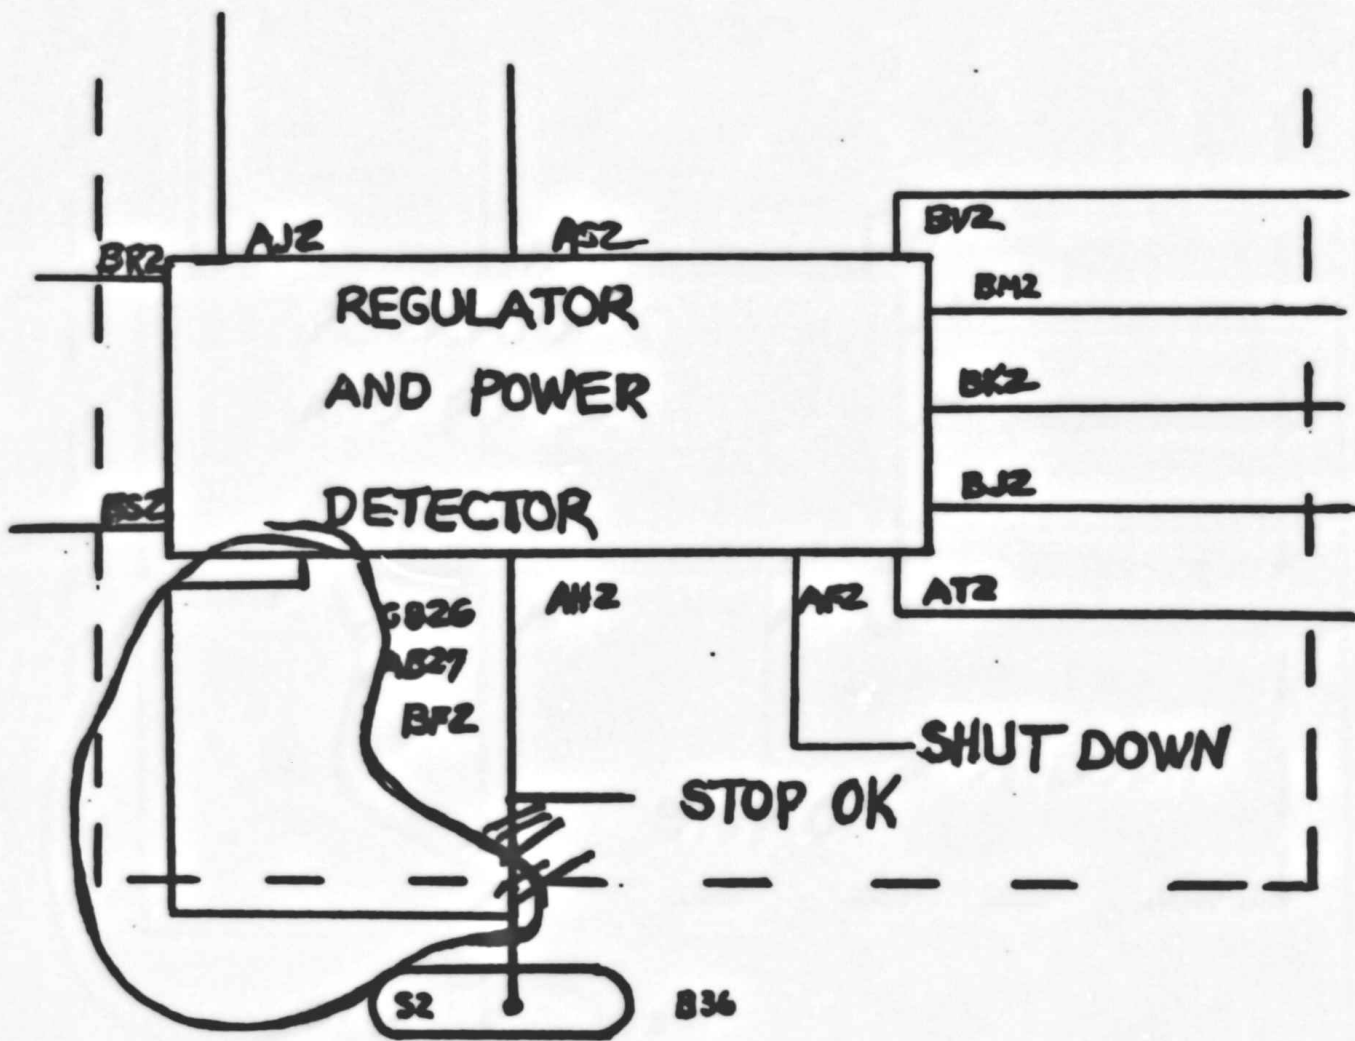 AJ2
AS2
BV2
BR2
REGULATOR
BM2
AND POWER
BK2
BS2
DETECTOR
BJ2
AH2
AF2
AT2
AB27
BF2
SHUT DOWN
STOP OK
S2
B36